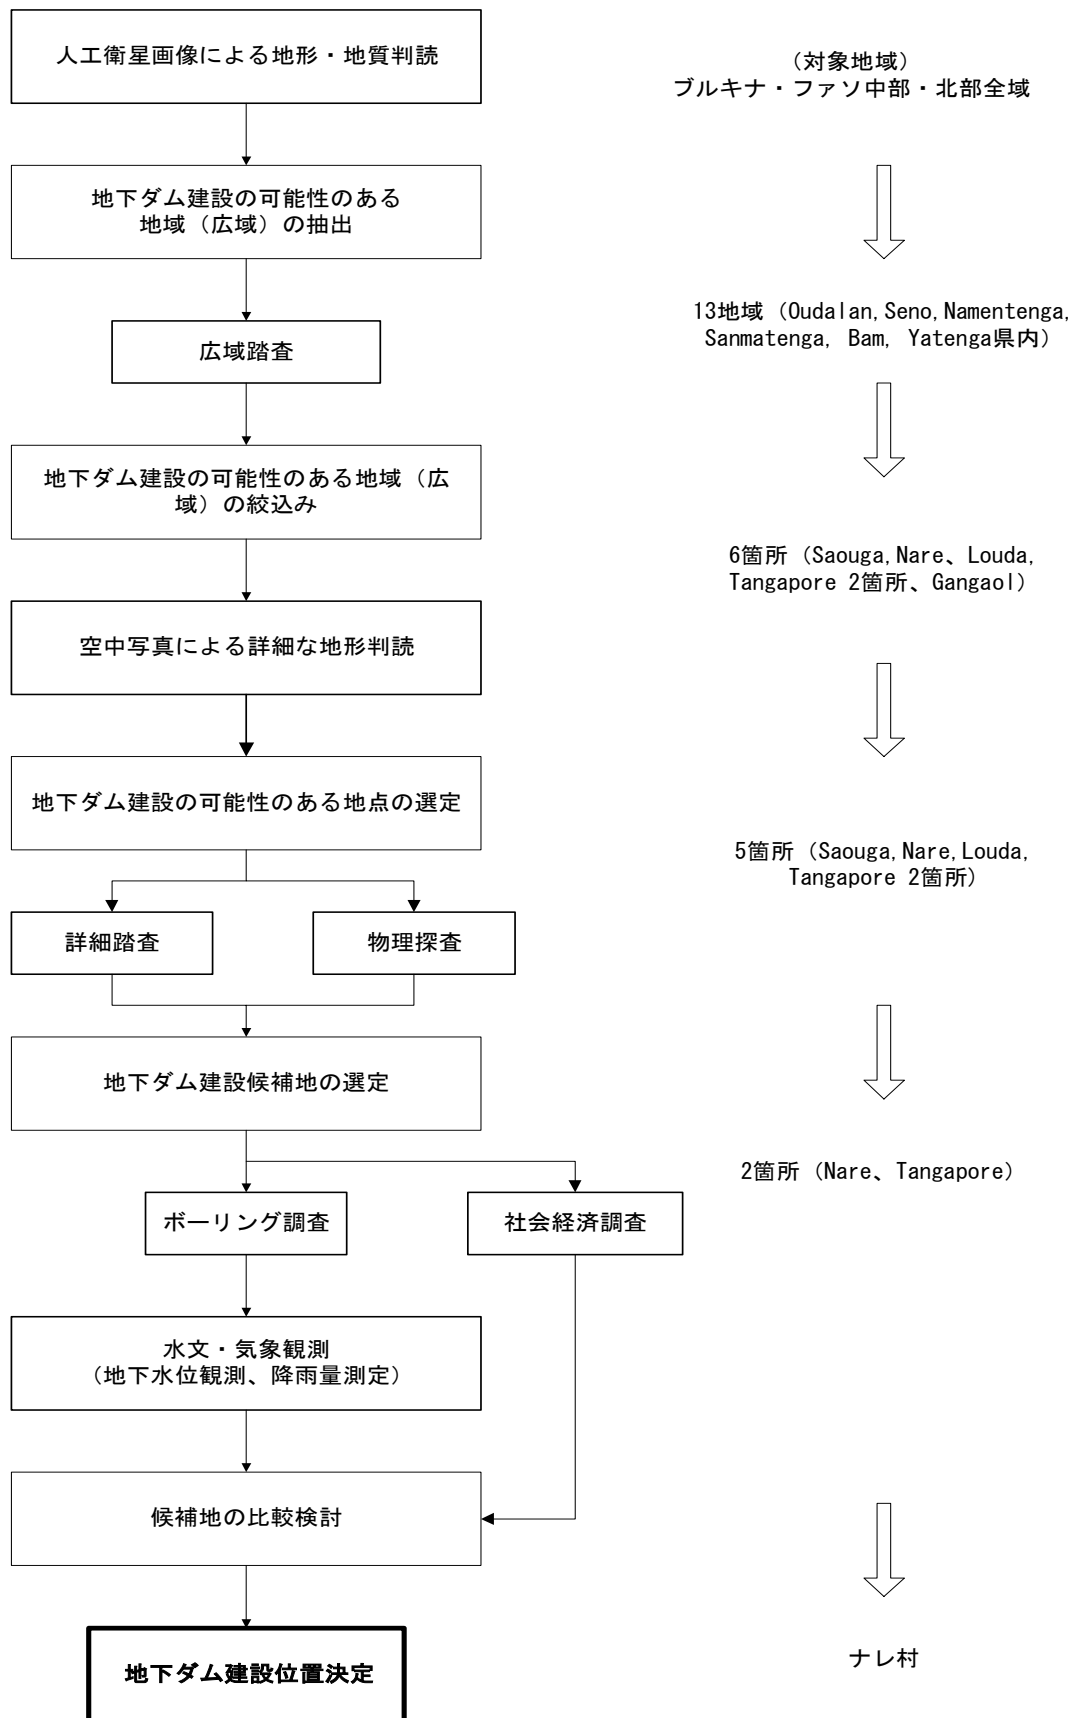 人工衛星画像による地形・地質判読
(対象地域)
ブルキナ・ファソ中部・北部全域
地下ダム建設の可能性のある
地域（広域）の抽出
13地域（Oudalan,Seno,Namentenga,
Sanmatenga, Bam, Yatenga県内）
広域踏査
地下ダム建設の可能性のある地域（広
域）の絞込み
6箇所（Saouga,Nare、Louda,
Tangapore 2箇所、Gangaol）
空中写真による詳細な地形判読
地下ダム建設の可能性のある地点の選定
5箇所（Saouga,Nare,Louda,
Tangapore 2箇所）
詳細踏査
物理探査
地下ダム建設候補地の選定
2箇所（Nare、Tangapore）
ボーリング調査
社会経済調査
水文・気象観測
（地下水位観測、降雨量測定）
候補地の比較検討
地下ダム建設位置決定
ナレ村